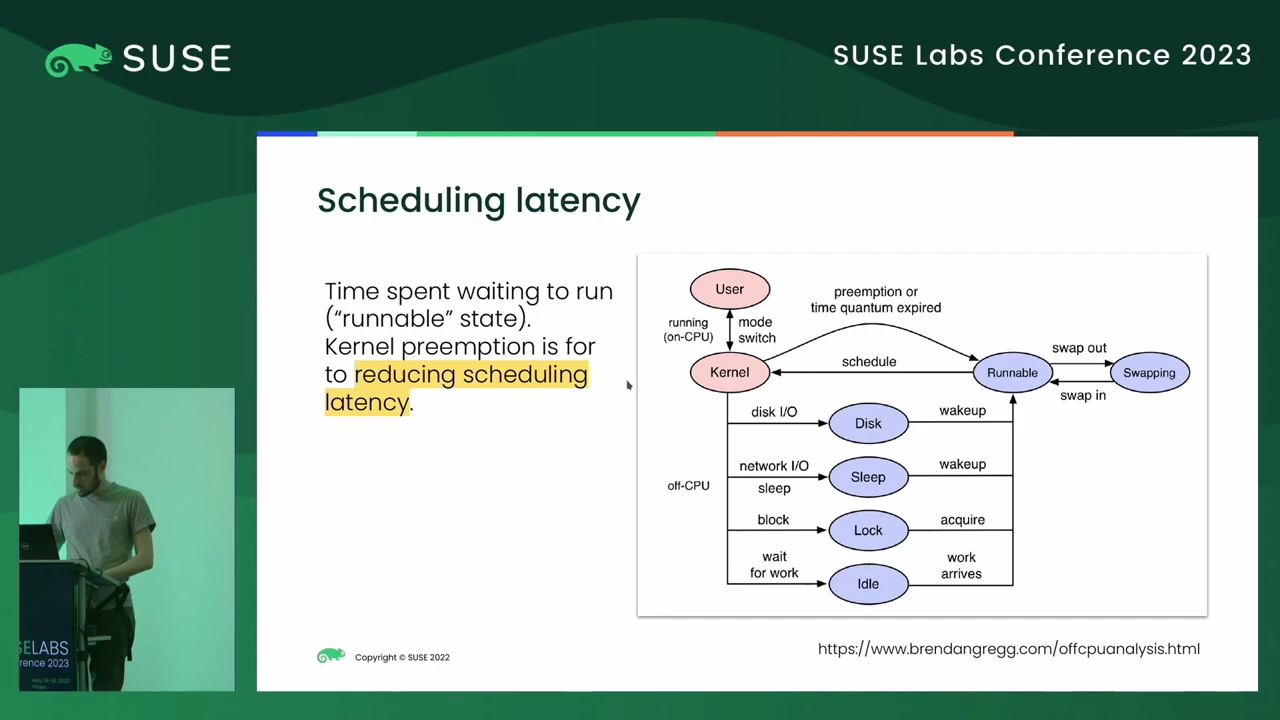 SUSE
SUSE Labs Conference 2023
Scheduling latency
Time spent waiting to run
(“runnable” state).
Kernel preemption is for
to reducing scheduling
latency.
User
running
(on-CPU)
mode
switch
preemption or
time quantum expired
Kernel
schedule
Runnable
swap out
swap in
Swapping
disk I/O
Disk
wakeup
off-CPU
network I/O
sleep
Sleep
wakeup
block
Lock
acquire
wait
for work
Idle
work
arrives
https://www.brendangregg.com/offcpuanalysis.html
Copyright © SUSE 2022
SELABS
rence 2023